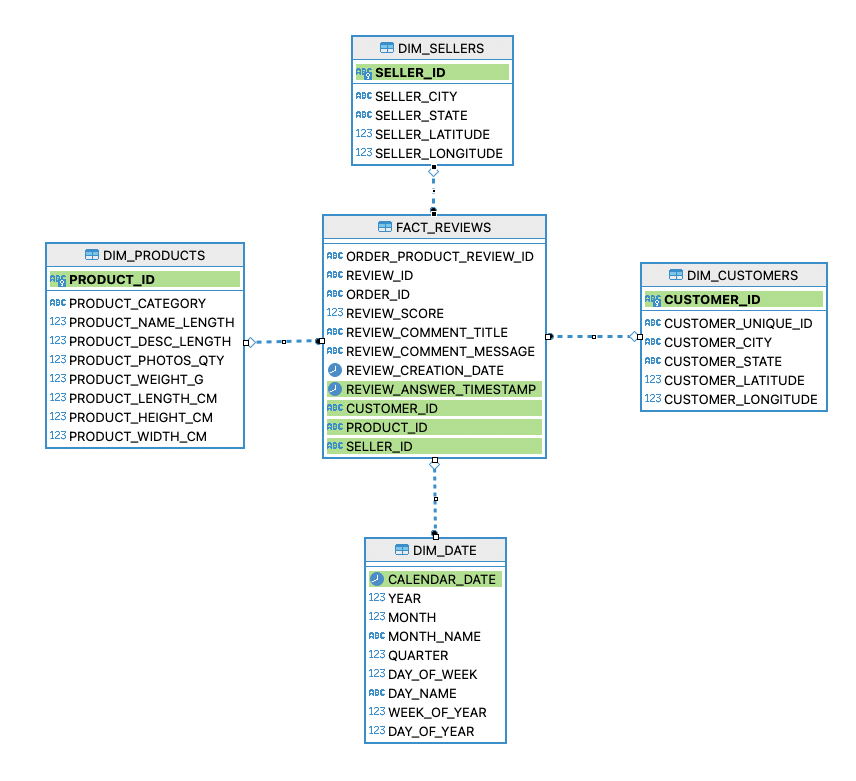 DIM_SELLERS
ABC SELLER_ID
ABC SELLER_CITY
ABC SELLER_STATE
123 SELLER_LATITUDE
123 SELLER_LONGITUDE
FACT_REVIEWS
ABC ORDER_PRODUCT_REVIEW_ID
ABC REVIEW_ID
ABC ORDER_ID
123 REVIEW_SCORE
ABC REVIEW_COMMENT_TITLE
ABC REVIEW_COMMENT_MESSAGE
REVIEW_CREATION_DATE
REVIEW_ANSWER_TIMESTAMP
ABC CUSTOMER_ID
ABC PRODUCT_ID
ABC SELLER_ID
DIM_PRODUCTS
ABC PRODUCT_ID
ABC PRODUCT_CATEGORY
123 PRODUCT_NAME_LENGTH
123 PRODUCT_DESC_LENGTH
123 PRODUCT_PHOTOS_QTY
123 PRODUCT_WEIGHT_G
123 PRODUCT_LENGTH_CM
123 PRODUCT_HEIGHT_CM
123 PRODUCT_WIDTH_CM
DIM_CUSTOMERS
ABC CUSTOMER_ID
ABC CUSTOMER_UNIQUE_ID
ABC CUSTOMER_CITY
ABC CUSTOMER_STATE
123 CUSTOMER_LATITUDE
123 CUSTOMER_LONGITUDE
DIM_DATE
CALENDAR_DATE
123 YEAR
123 MONTH
ABC MONTH_NAME
123 QUARTER
123 DAY_OF_WEEK
ABC DAY_NAME
123 WEEK_OF_YEAR
123 DAY_OF_YEAR